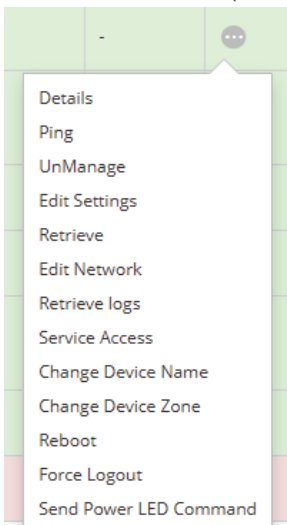 -
Details
Ping
UnManage
Edit Settings
Retrieve
Edit Network
Retrieve logs
Service Access
Change Device Name
Change Device Zone
Reboot
Force Logout
Send Power LED Command